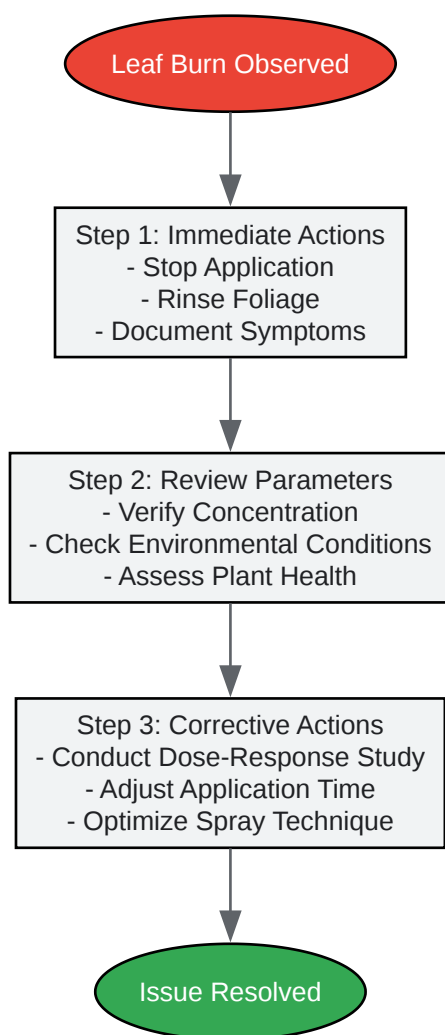 Leaf Burn Observed
Step 1: Immediate Actions
- Stop Application
- Rinse Foliage
- Document Symptoms
Step 2: Review Parameters
- Verify Concentration
- Check Environmental Conditions
- Assess Plant Health
Step 3: Corrective Actions
- Conduct Dose-Response Study
- Adjust Application Time
- Optimize Spray Technique
Issue Resolved